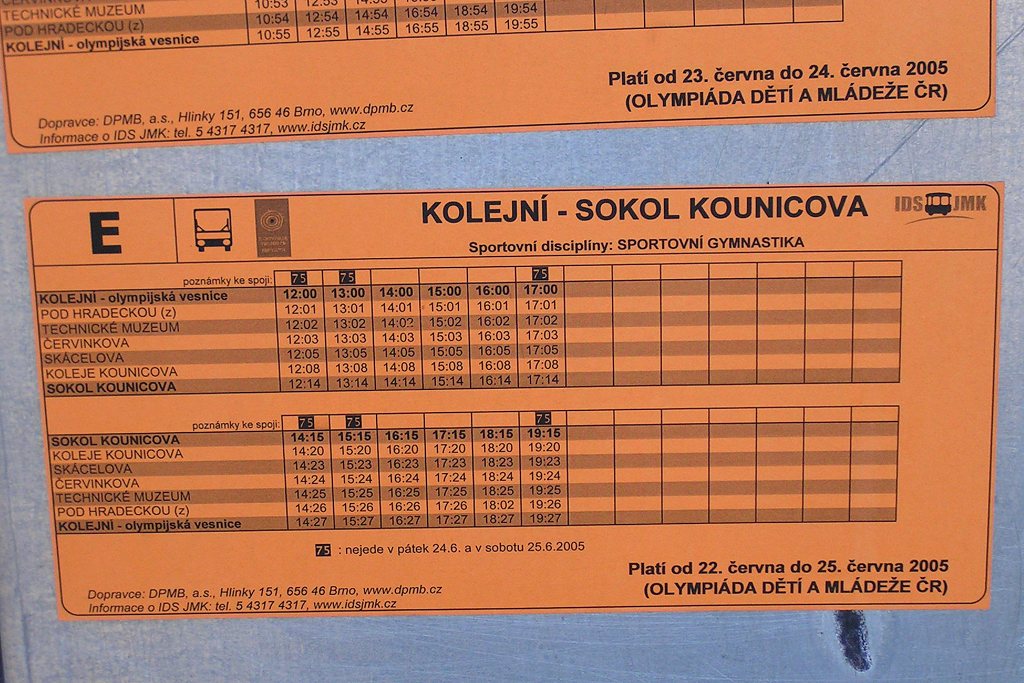 TECHNICKÉ MUZEUM 10:54 12:54 14:54 16:54 18:54 19:54
POD HRADECKOU (z) 10:54 12:54 14:54 16:54 18:54 19:54
KOLEJNÍ - olympijská vesnice 10:55 12:55 14:55 16:55 18:55 19:55
Platí od 23. června do 24. června 2005
(OLYMPIÁDA DĚTÍ A MLÁDEŽE ČR)
Dopravce: DPMB, a.s., Hlinky 151, 656 46 Brno, www.dpmb.cz
Informace o IDS JMK: tel. 5 4317 4317, www.idsjmk.cz
E
KOLEJNÍ - SOKOL KOUNICOVA
IDS JMK
Sportovní disciplíny: SPORTOVNÍ GYMNASTIKA
poznámky ke spoji: 75 75 75
KOLEJNÍ - olympijská vesnice 12:00 13:00 14:00 15:00 16:00 17:00
POD HRADECKOU (z) 12:01 13:01 14:01 15:01 16:01 17:01
TECHNICKÉ MUZEUM 12:02 13:02 14:02 15:02 16:02 17:02
ČERVINKOVA 12:03 13:03 14:03 15:03 16:03 17:03
SKÁCELOVA 12:05 13:05 14:05 15:05 16:05 17:05
KOLEJE KOUNICOVA 12:08 13:08 14:08 15:08 16:08 17:08
SOKOL KOUNICOVA 12:14 13:14 14:14 15:14 16:14 17:14
poznámky ke spoji: 75 75 75
SOKOL KOUNICOVA 14:15 15:15 16:15 17:15 18:15 19:15
KOLEJE KOUNICOVA 14:20 15:20 16:20 17:20 18:20 19:20
SKÁCELOVA 14:23 15:23 16:23 17:23 18:23 19:23
ČERVINKOVA 14:24 15:24 16:24 17:24 18:24 19:24
TECHNICKÉ MUZEUM 14:25 15:25 16:25 17:25 18:25 19:25
POD HRADECKOU (z) 14:26 15:26 16:26 17:26 18:02 19:26
KOLEJNÍ - olympijská vesnice 14:27 15:27 16:27 17:27 18:27 19:27
75 : nejede v pátek 24.6. a v sobotu 25.6.2005
Platí od 22. června do 25. června 2005
(OLYMPIÁDA DĚTÍ A MLÁDEŽE ČR)
Dopravce: DPMB, a.s., Hlinky 151, 656 46 Brno, www.dpmb.cz
Informace o IDS JMK: tel. 5 4317 4317, www.idsjmk.cz